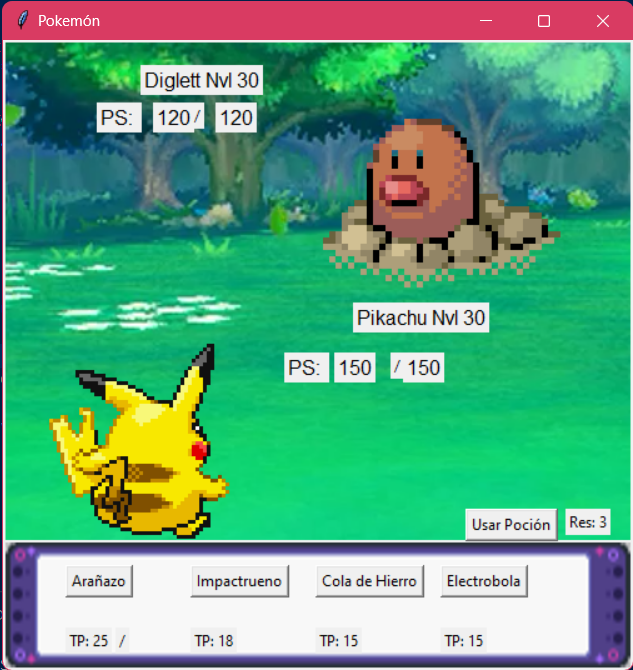 Pokemón
Diglett Nvl 30
PS: 120 / 120
Pikachu Nvl 30
PS: 150 / 150
Usar Poción Res: 3
Arañazo Impactrueno Cola de Hierro Electrobola
TP: 25 / TP: 18 TP: 15 TP: 15